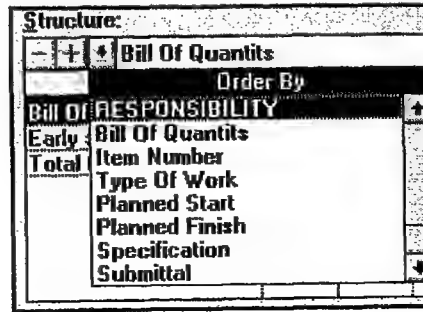 Structure:
Bill Of Quantits
Order By
Bill Of RESPONSIBILITY
Early Bill Of Quantits
Total Item Number
Type Of Work
Planned Start
Planned Finish
Specification
Submittal